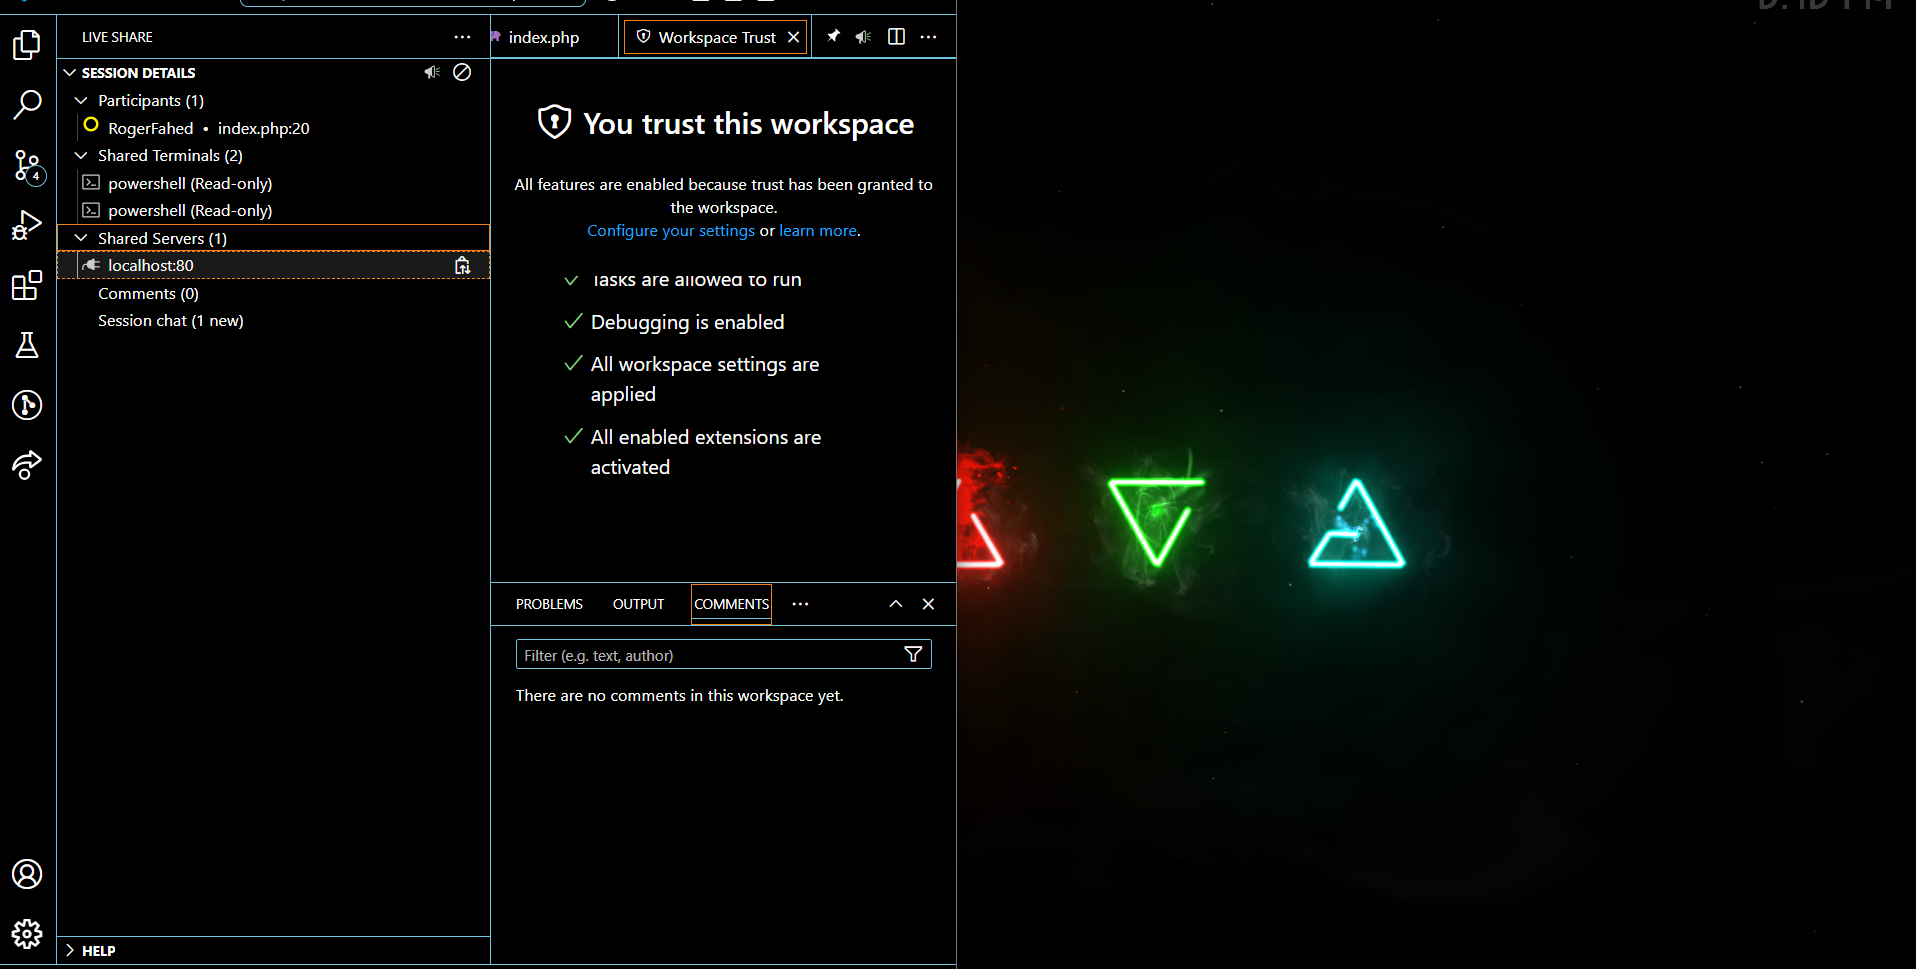 LIVE SHARE
SESSION DETAILS
Participants (1)
RogerFahed • index.php:20
Shared Terminals (2)
powershell (Read-only)
powershell (Read-only)
Shared Servers (1)
localhost:80
Comments (0)
Session chat (1 new)
4
HELP
index.php
Workspace Trust
You trust this workspace
All features are enabled because trust has been granted to
the workspace.
Configure your settings or learn more.
Tasks are allowed to run
Debugging is enabled
All workspace settings are
applied
All enabled extensions are
activated
PROBLEMS OUTPUT COMMENTS
Filter (e.g. text, author)
There are no comments in this workspace yet.